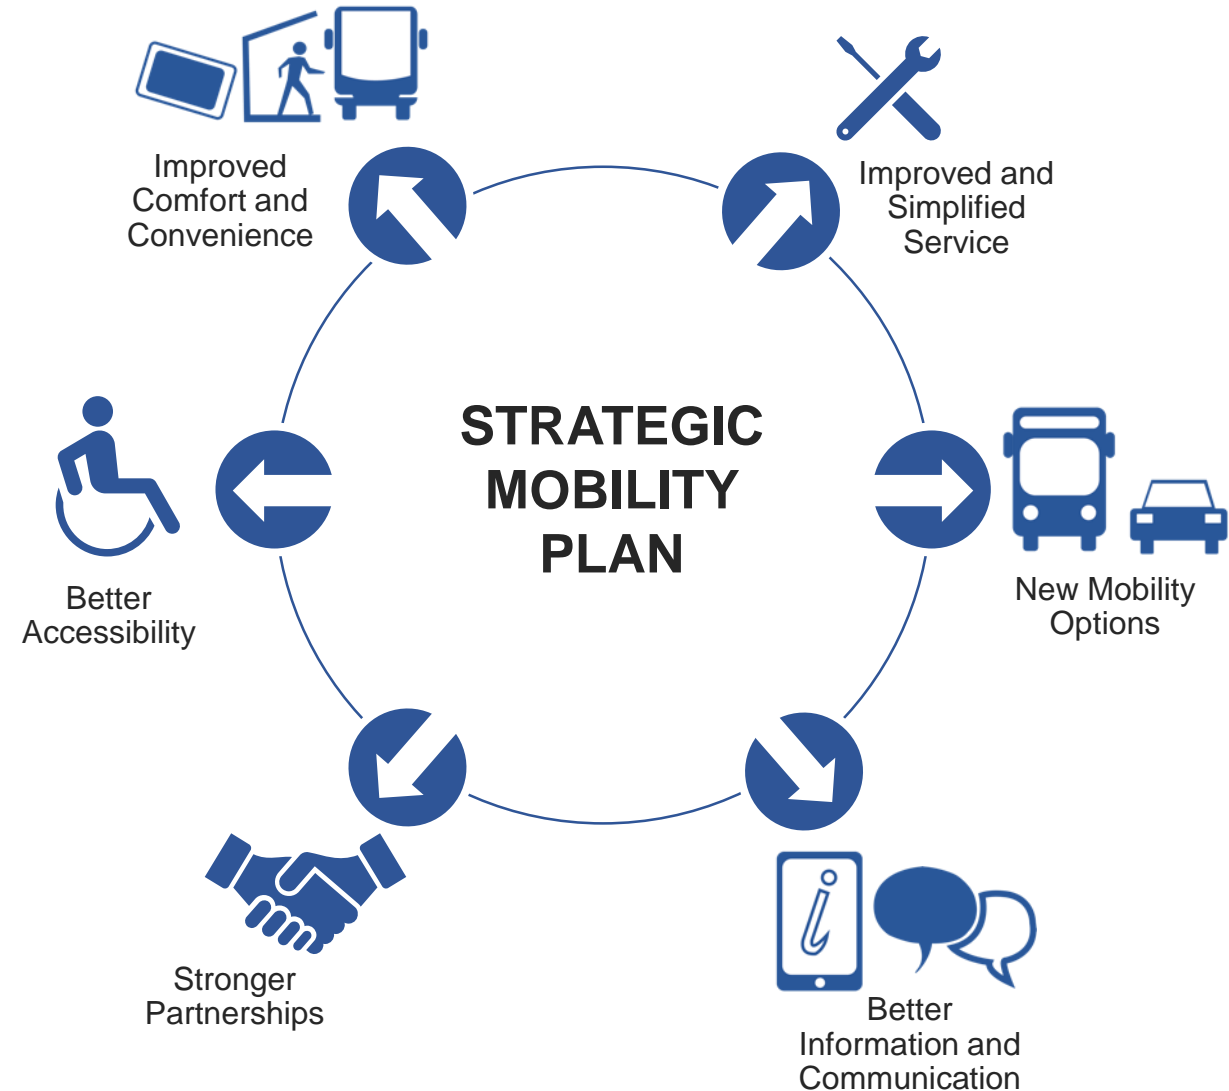 Improved
Comfort and
Convenience
Improved and
Simplified
Service
STRATEGIC
MOBILITY
PLAN
Better
Accessibility
New Mobility
Options
Stronger
Partnerships
i
Better
Information and
Communication